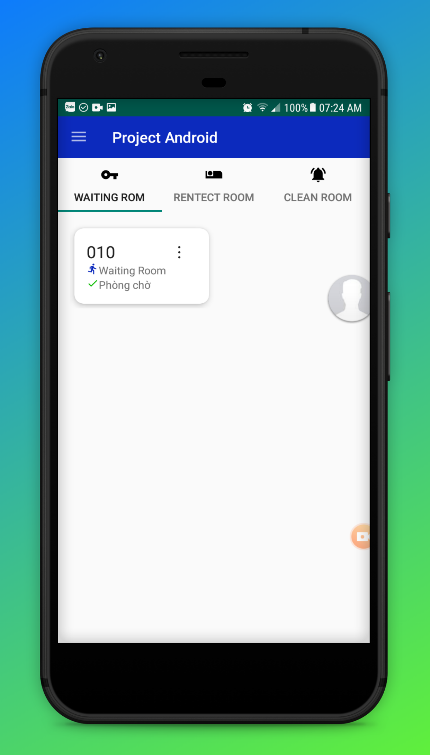 100% 07:24 AM
Project Android
WAITING ROM RENTECT ROOM CLEAN ROOM
010
Waiting Room
Phòng chờ